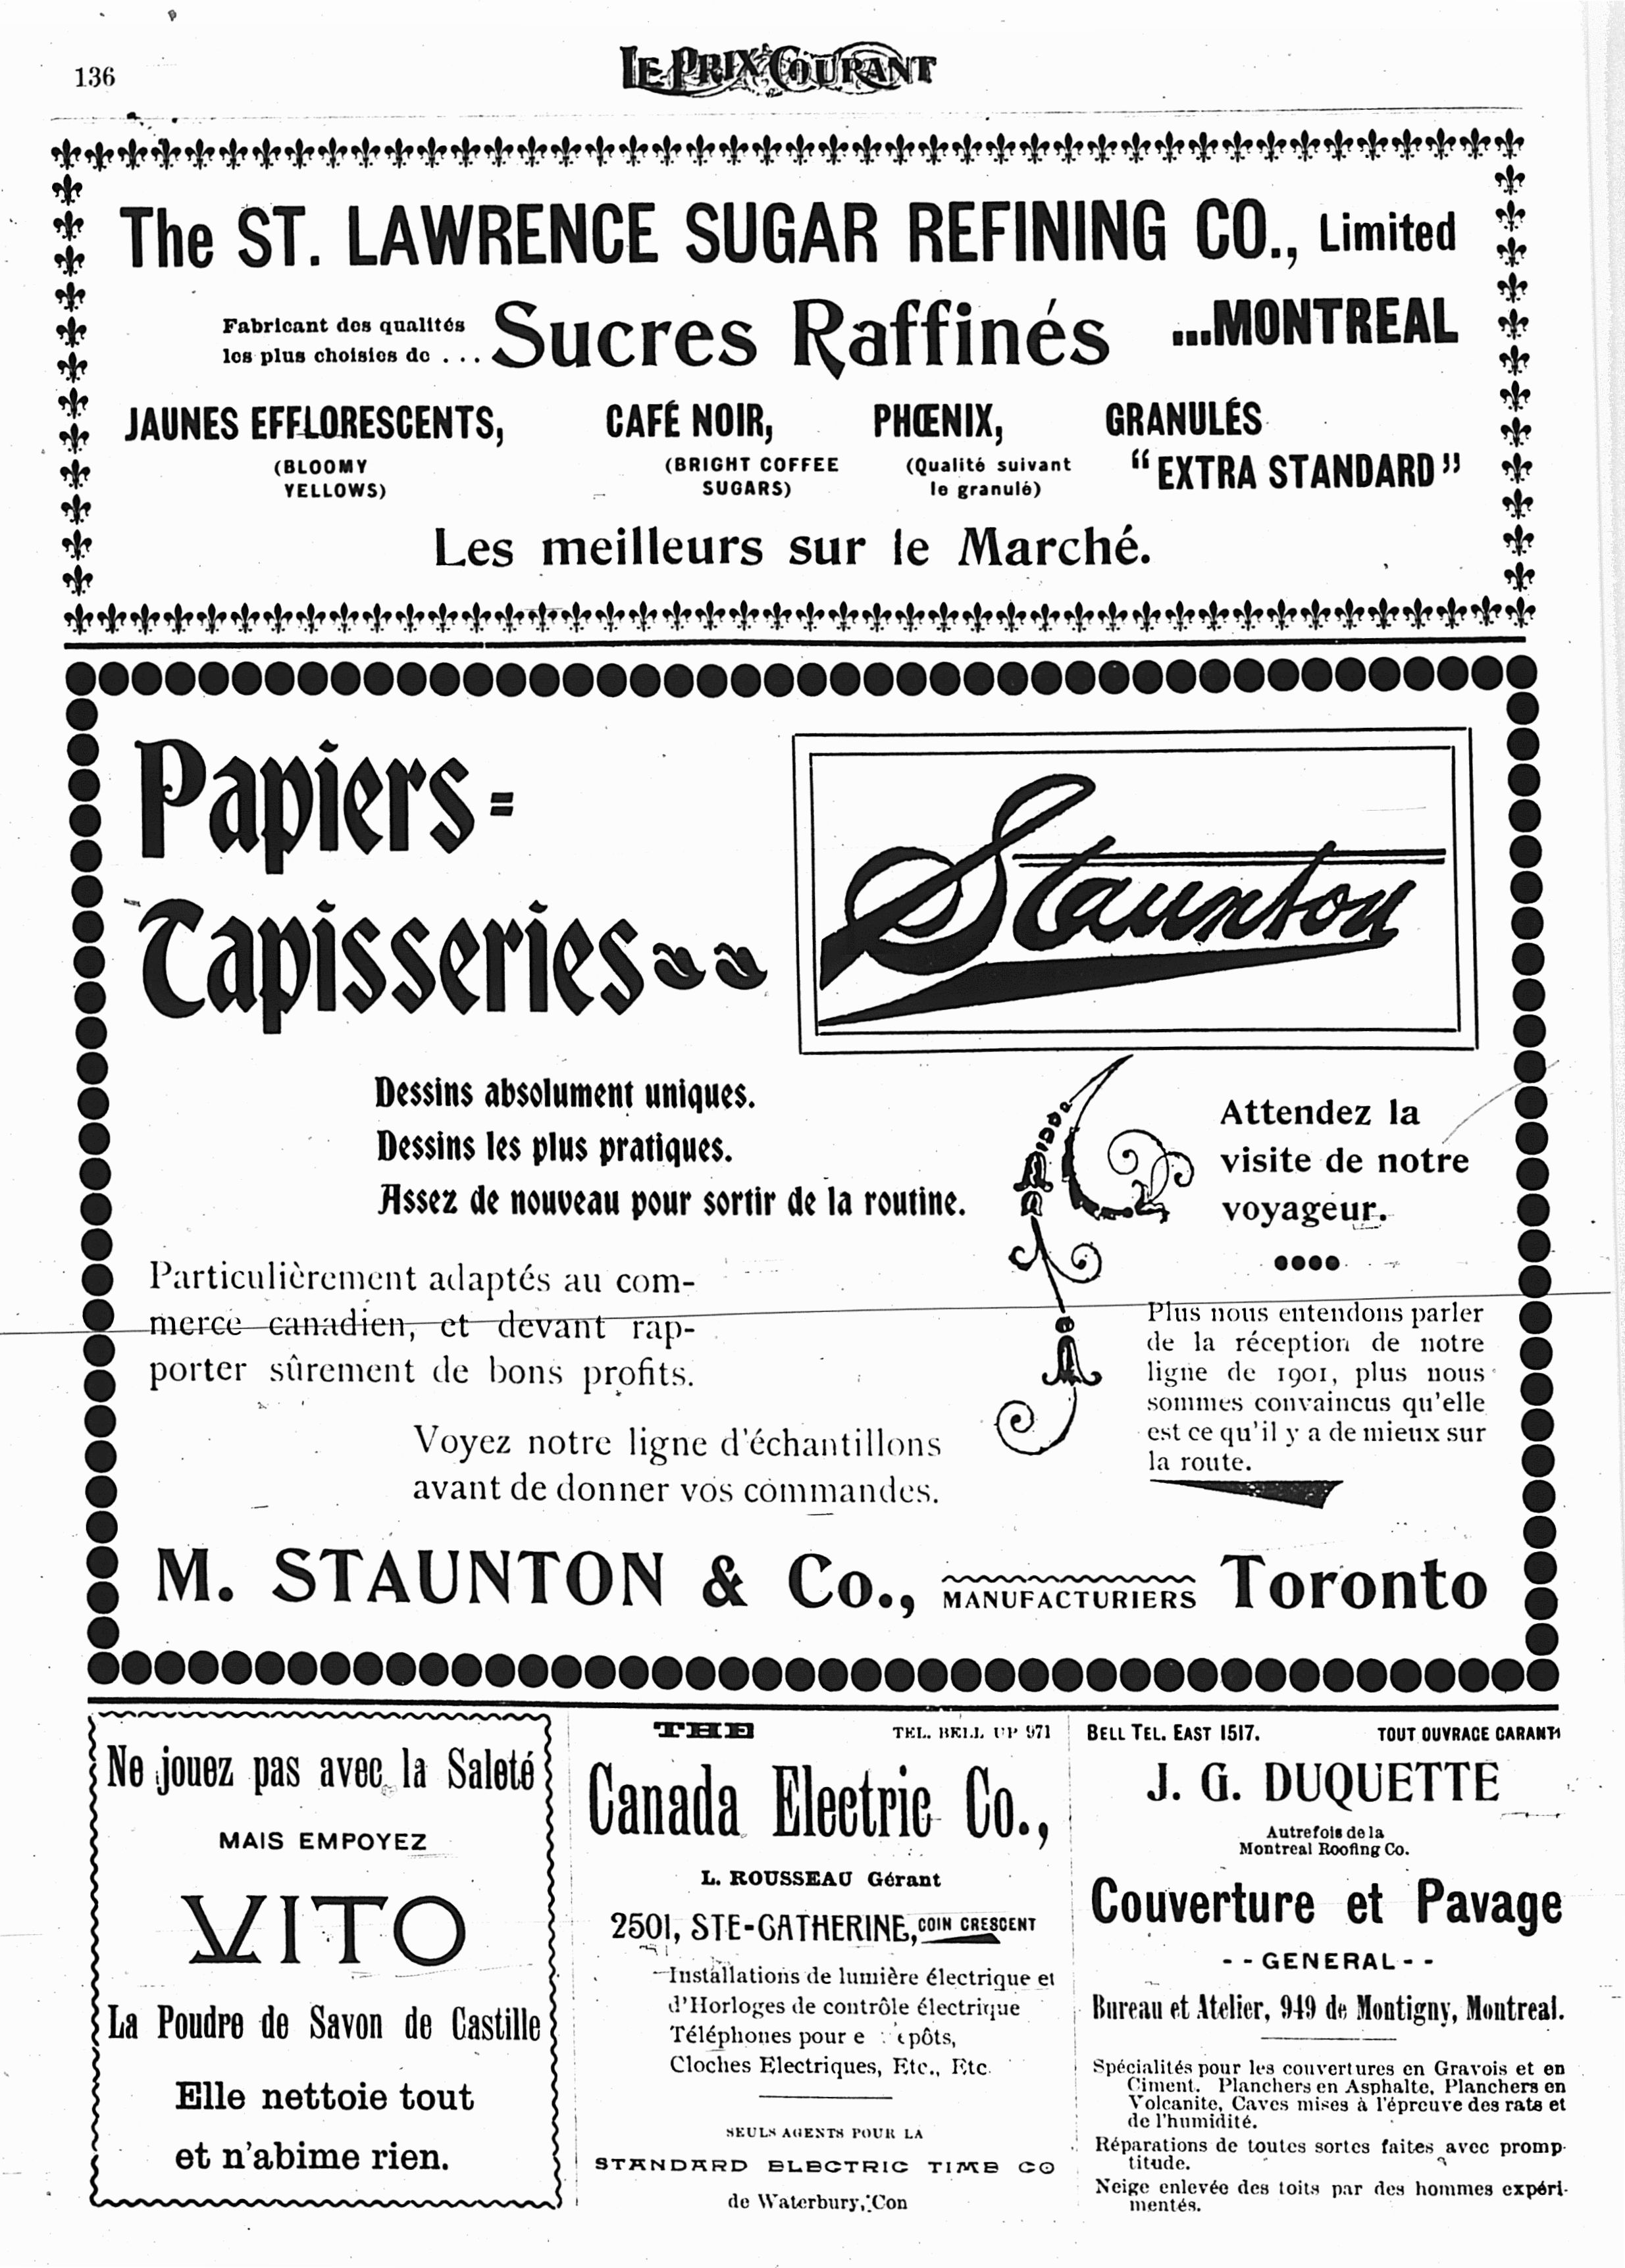 136
LE PRIX COURANT
The ST. LAWRENCE SUGAR REFINING CO., Limited
Fabricant des qualités
les plus choisies de . . .
Sucres Raffinés
...MONTREAL
JAUNES EFFLORESCENTS,
(BLOOMY
YELLOWS)
CAFÉ NOIR,
(BRIGHT COFFEE
SUGARS)
PHŒNIX,
(Qualité suivant
le granulé)
GRANULÉS
“EXTRA STANDARD”
Les meilleurs sur le Marché.
Papiers=
Tapisseries
Staunton
Dessins absolument uniques.
Dessins les plus pratiques.
Assez de nouveau pour sortir de la routine.
Particulièrement adaptés au com-
merce canadien, et devant rap-
porter sûrement de bons profits.
Voyez notre ligne d'échantillons
avant de donner vos commandes.
Attendez la
visite de notre
voyageur.
Plus nous entendons parler
de la réception de notre
ligne de 1901, plus nous
sommes convaincus qu'elle
est ce qu'il y a de mieux sur
la route.
M. STAUNTON & Co., MANUFACTURIERS Toronto
Ne jouez pas avec la Saleté
MAIS EMPOYEZ
VITO
La Poudre de Savon de Castille
Elle nettoie tout
et n'abime rien.
THE TEL. BELL UP 971
Canada Electric Co.,
L. ROUSSEAU Gérant
2501, STE-CATHERINE, COIN CRESCENT
Installations de lumière électrique et
d'Horloges de contrôle électrique
Téléphones pour
Cloches Electriques, Etc., Etc.
SEULS AGENTS POUR LA
STANDARD ELECTRIC TIME CO
de Waterbury, Con
BELL TEL. EAST 1517. TOUT OUVRAGE GARANTI
J. G. DUQUETTE
Autrefois de la
Montreal Roofing Co.
Couverture et Pavage
- - GENERAL - -
Bureau et Atelier, 949 de Montigny, Montreal.
Spécialités pour les couvertures en Gravois et en
Ciment. Planchers en Asphalte, Planchers en
Volcanite, Caves mises à l'épreuve des rats et
de l'humidité.
Réparations de toutes sortes faites avec promp-
titude.
Neige enlevée des toits par des hommes expéri-
mentés.